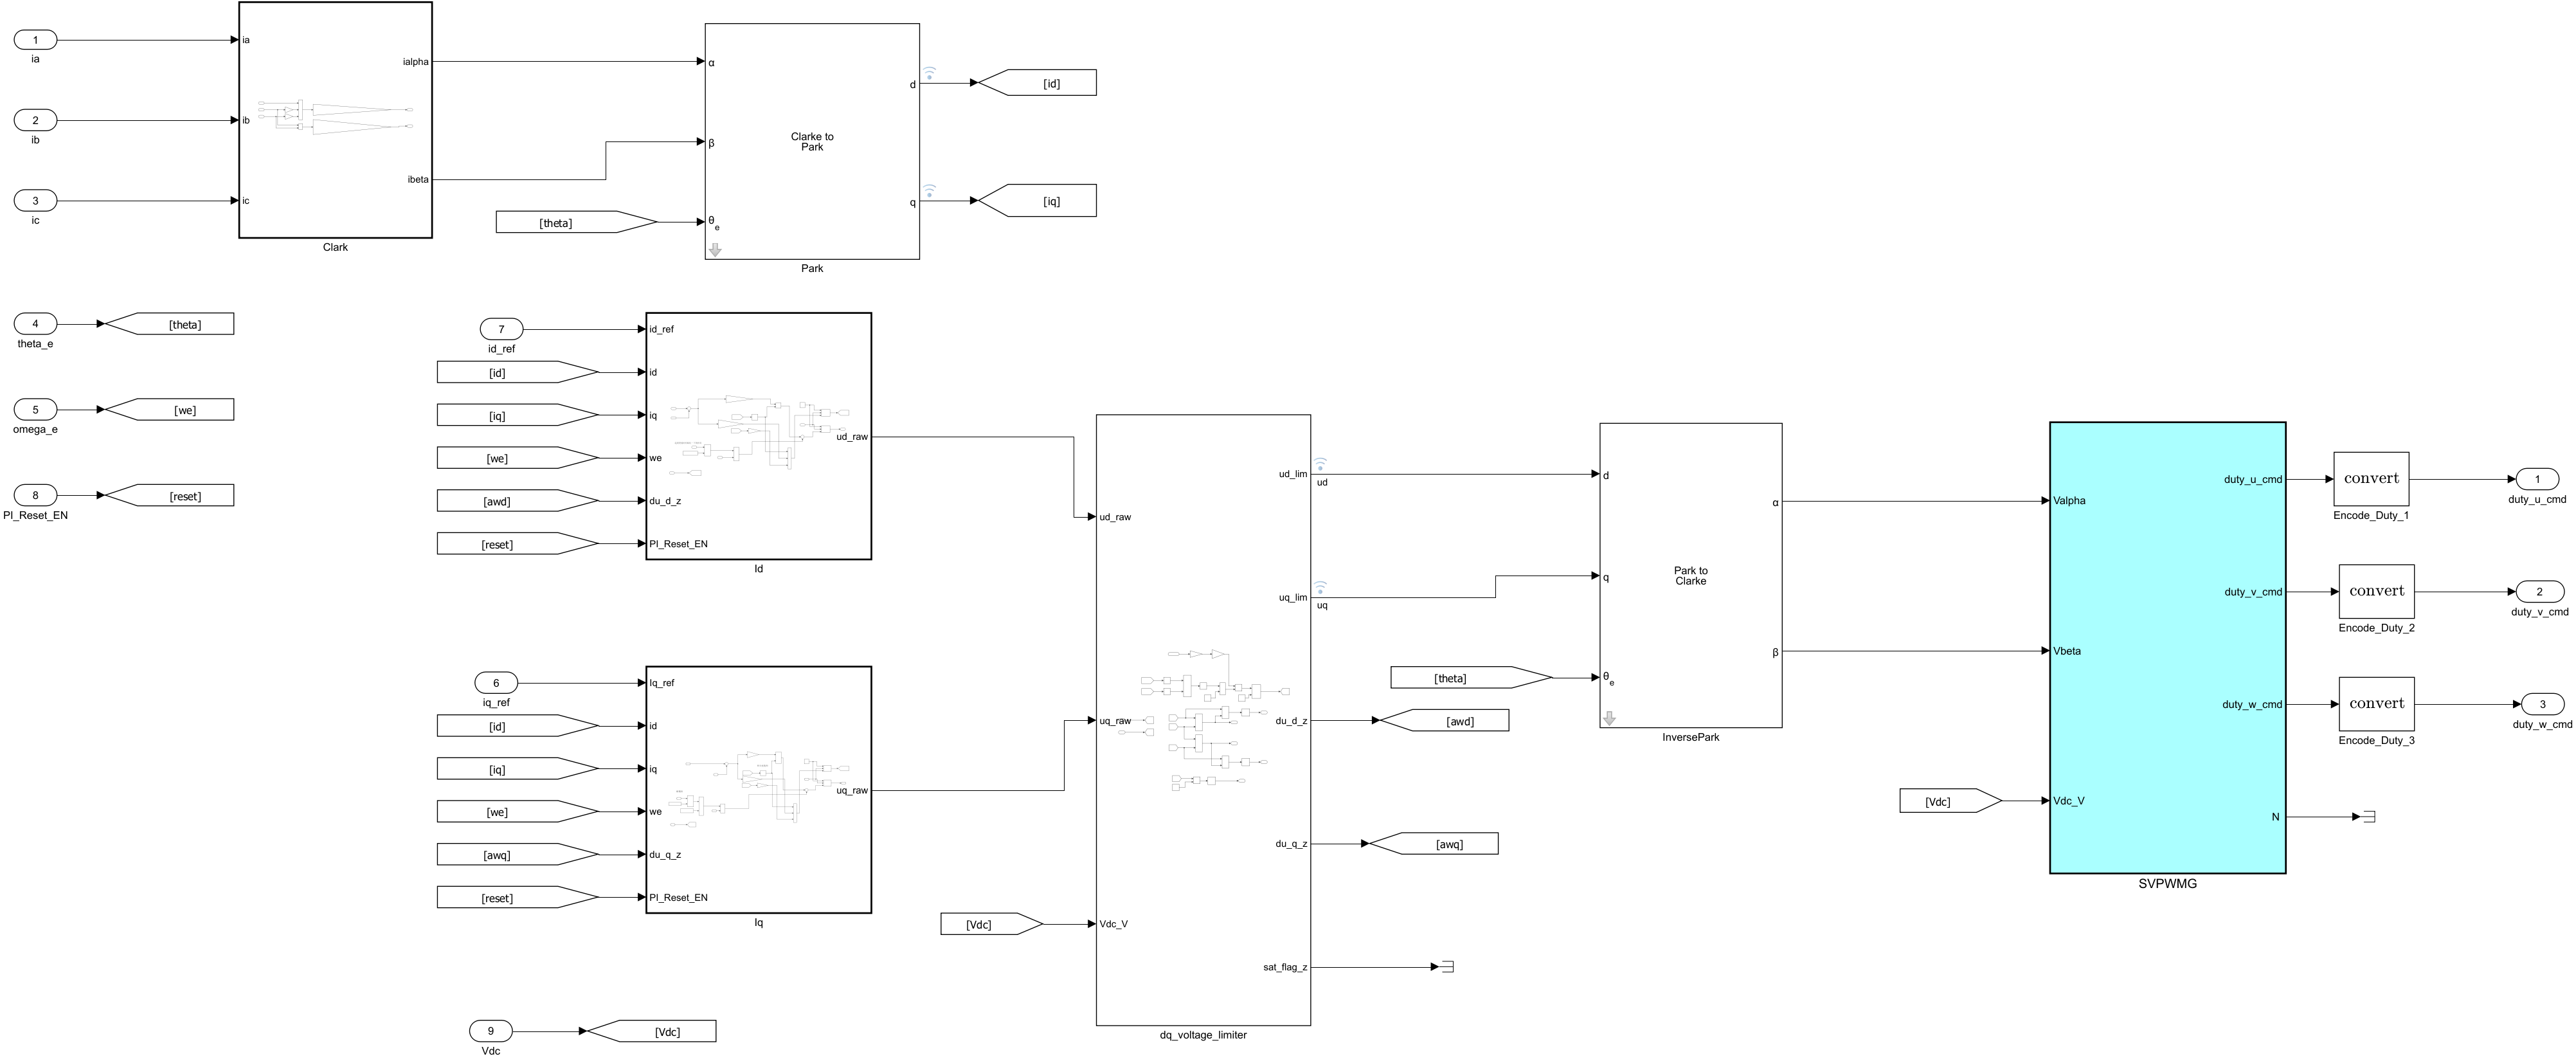 1
ia
2
ib
3
ic
ia
ib
ic
ialpha
ibeta
Clark
[theta]
α
β
θe
Clarke to
Park
d
q
Park
[id]
[iq]
4
theta_e
[theta]
5
omega_e
[we]
8
PI_Reset_EN
[reset]
7
id_ref
[id]
[iq]
[we]
[awd]
[reset]
id_ref
id
iq
we
du_d_z
PI_Reset_EN
ud_raw
Id
6
iq_ref
[id]
[iq]
[we]
[awq]
[reset]
Iq_ref
id
iq
we
du_q_z
PI_Reset_EN
uq_raw
Iq
9
Vdc
[Vdc]
[Vdc]
ud_raw
uq_raw
Vdc_V
ud_lim
uq_lim
du_d_z
du_q_z
sat_flag_z
dq_voltage_limiter
ud
uq
[awd]
[awq]
[theta]
d
q
θe
Park to
Clarke
α
β
InversePark
[Vdc]
Valpha
Vbeta
Vdc_V
duty_u_cmd
duty_v_cmd
duty_w_cmd
N
SVPWMG
convert
Encode_Duty_1
convert
Encode_Duty_2
convert
Encode_Duty_3
1
duty_u_cmd
2
duty_v_cmd
3
duty_w_cmd